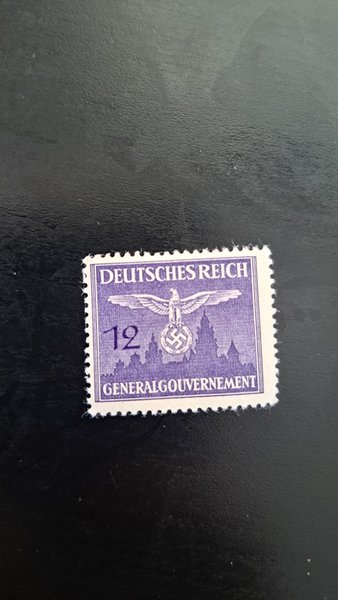 DEUTSCHES REICH
12
GENERALGOUVERNEMENT